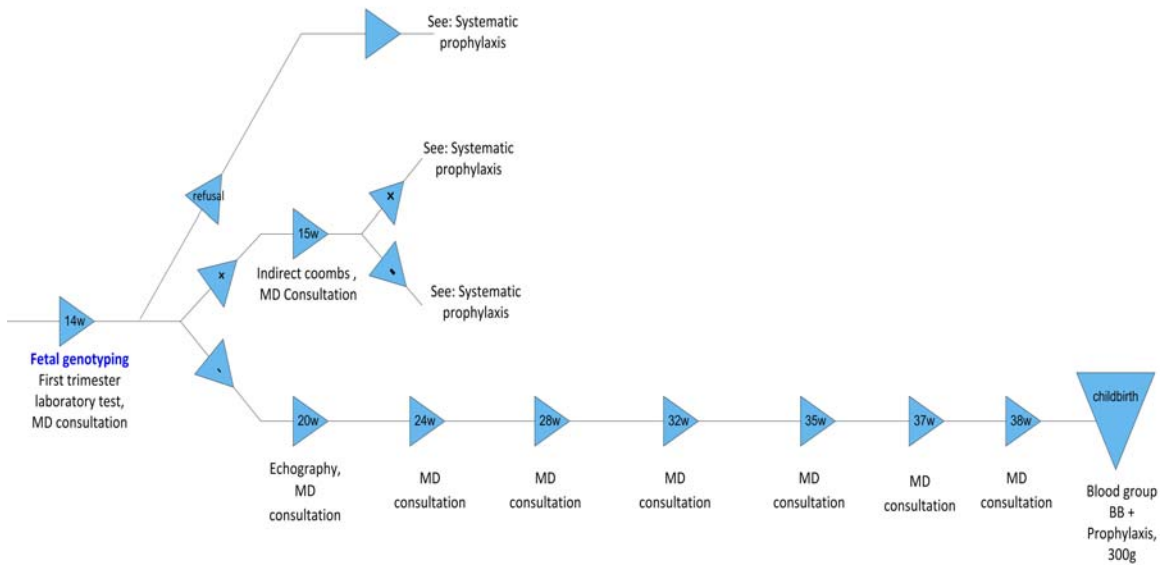 See: Systematic
prophylaxis
See: Systematic
prophylaxis
refusal
x
x
15w
Indirect coombs ,
MD Consultation
-
See: Systematic
prophylaxis
14w
Fetal genotyping
First trimester
laboratory test,
MD consultation
-
20w
24w
28w
32w
35w
37w
38w
childbirth
Echography,
MD
consultation
MD
consultation
MD
consultation
MD
consultation
MD
consultation
MD
consultation
MD
consultation
Blood group
BB +
Prophylaxis,
300g